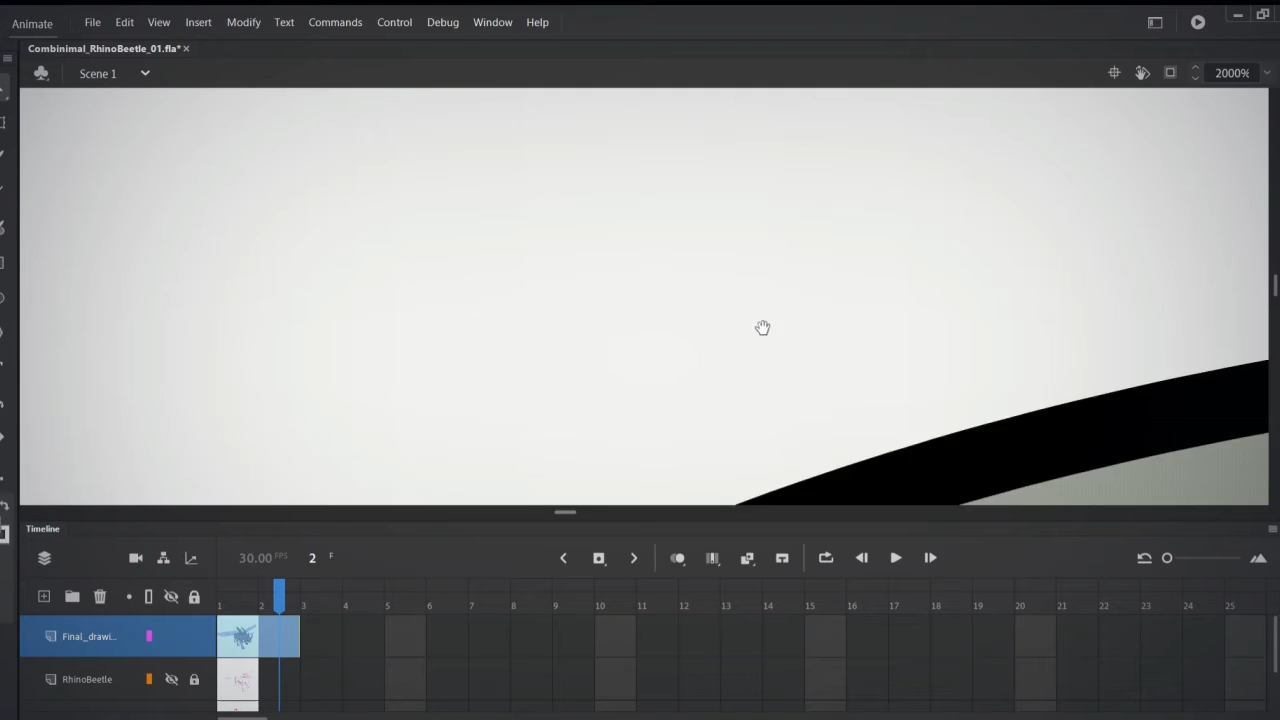 Animate File Edit View Insert Modify Text Commands Control Debug Window Help
Combinimal_RhinoBeetle_01.fla*
Scene 1 2000%
Timeline
30.00 FPS 2 F
1 2 3 4 5 6 7 8 9 10 11 12 13 14 15 16 17 18 19 20 21 22 23 24 25
Final_drawi...
RhinoBeetle